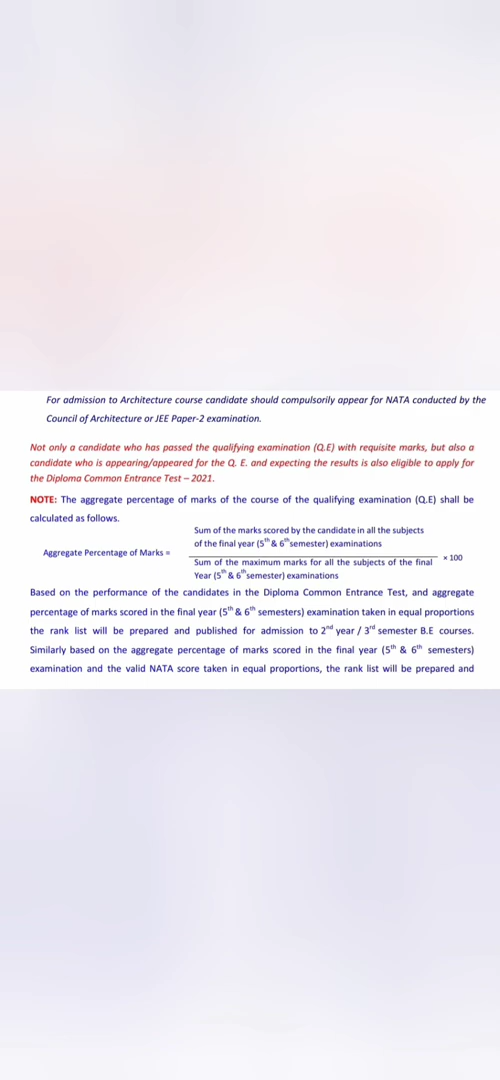 For admission to Architecture course candidate should compulsorily appear for NATA conducted by the
Council of Architecture or JEE Paper-2 examination.
Not only a candidate who has passed the qualifying examination (Q.E) with requisite marks, but also a
candidate who is appearing/appeared for the Q. E. and expecting the results is also eligible to apply for
the Diploma Common Entrance Test – 2021.
NOTE: The aggregate percentage of marks of the course of the qualifying examination (Q.E) shall be
calculated as follows.
Sum of the marks scored by the candidate in all the subjects
of the final year (5th & 6th semester) examinations
Aggregate Percentage of Marks = × 100
Sum of the maximum marks for all the subjects of the final
Year (5th & 6th semester) examinations
Based on the performance of the candidates in the Diploma Common Entrance Test, and aggregate
percentage of marks scored in the final year (5th & 6th semesters) examination taken in equal proportions
the rank list will be prepared and published for admission to 2nd year / 3rd semester B.E courses.
Similarly based on the aggregate percentage of marks scored in the final year (5th & 6th semesters)
examination and the valid NATA score taken in equal proportions, the rank list will be prepared and